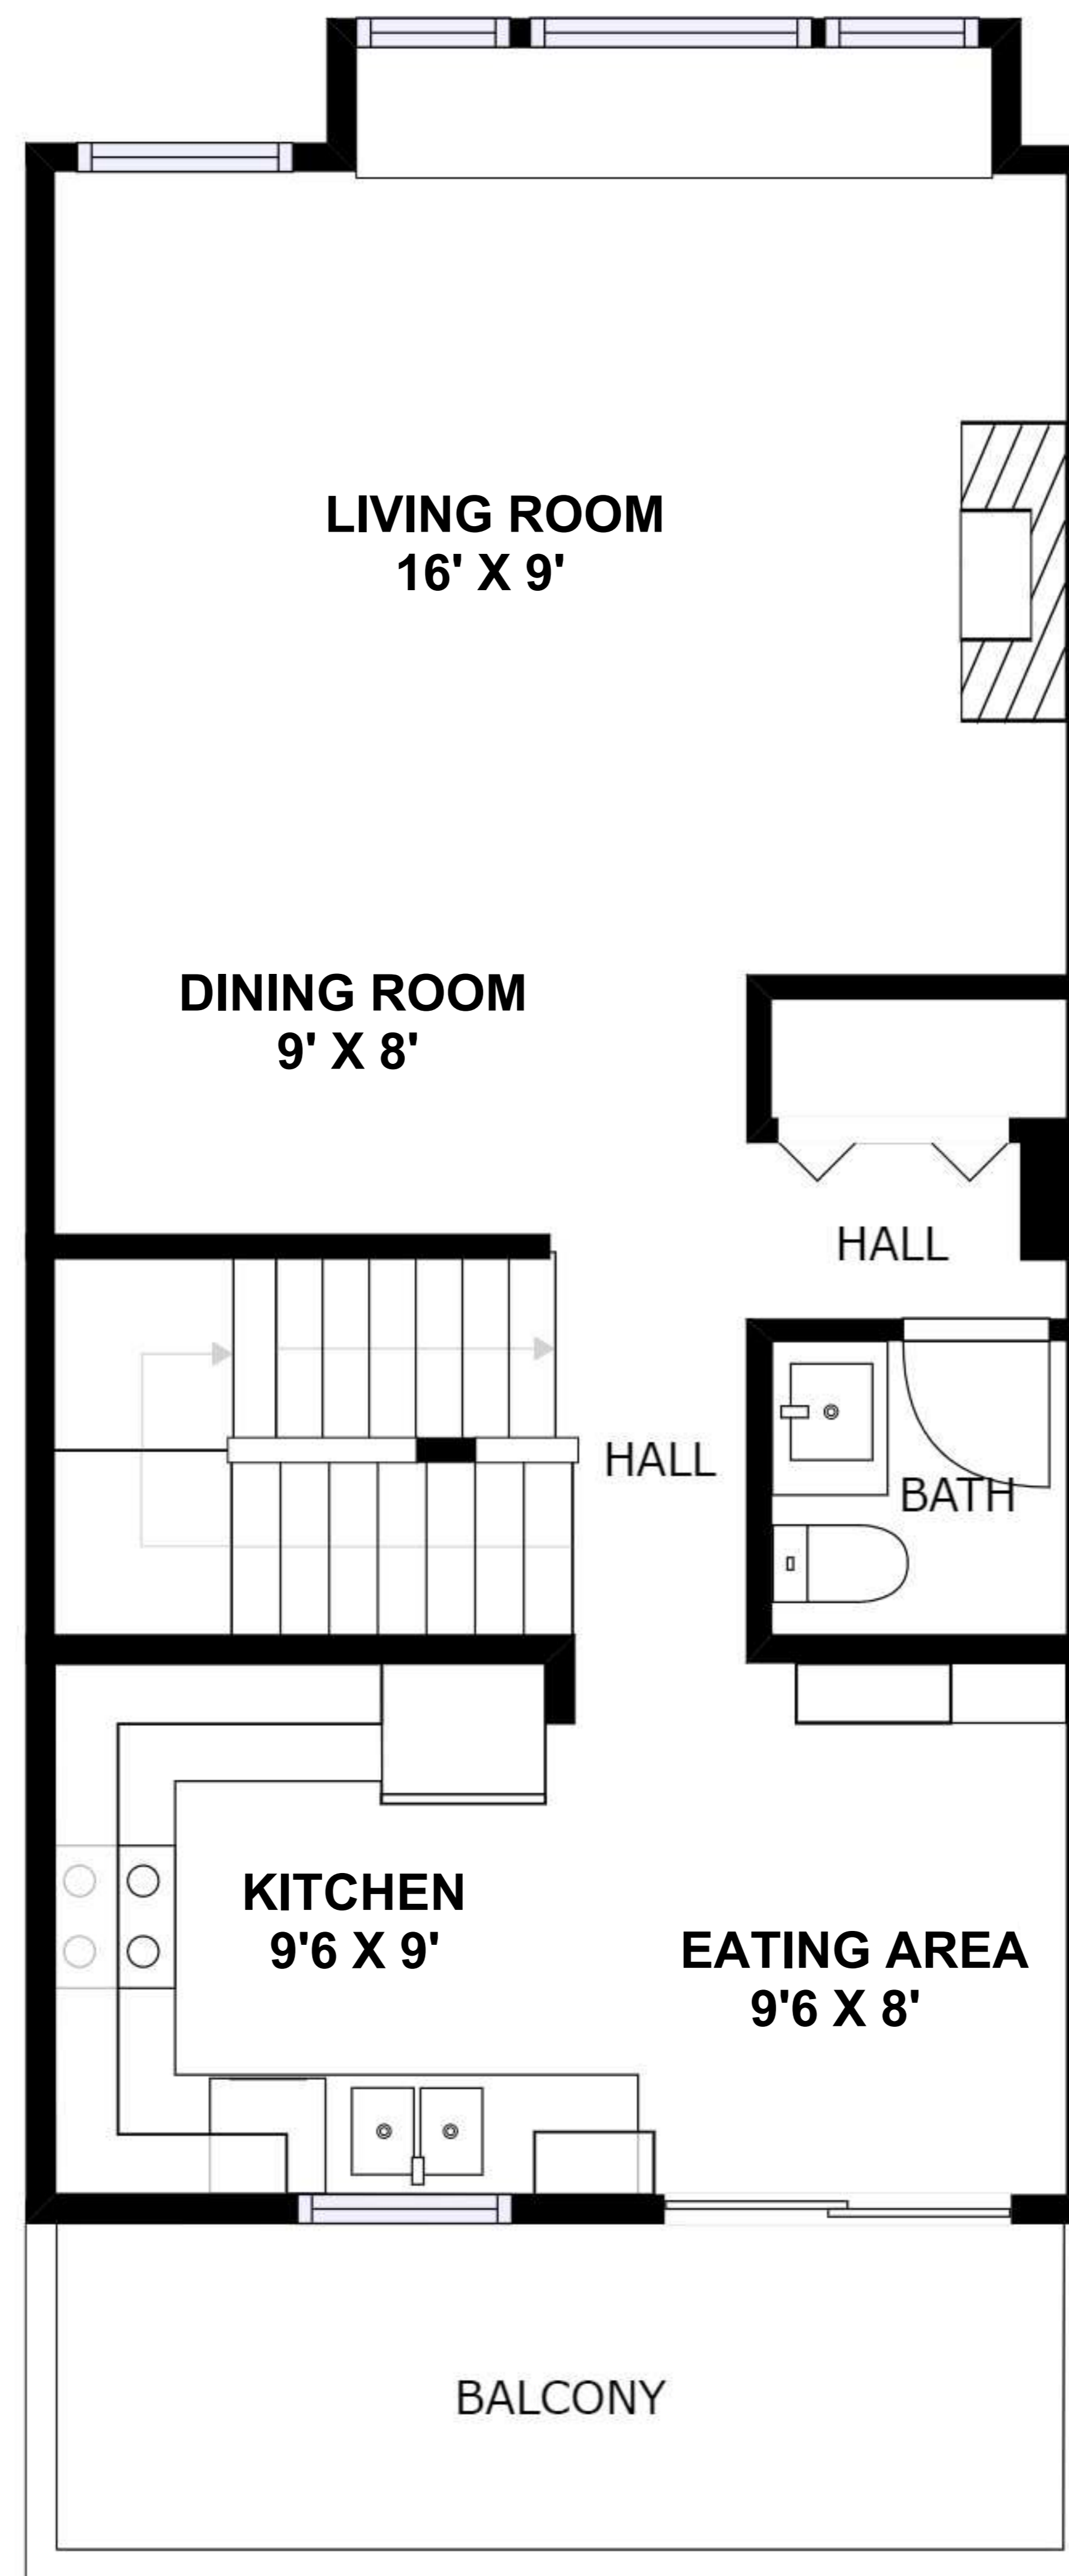 LIVING ROOM
16' X 9'
DINING ROOM
9' X 8'
HALL
HALL
BATH
KITCHEN
9'6 X 9'
EATING AREA
9'6 X 8'
BALCONY